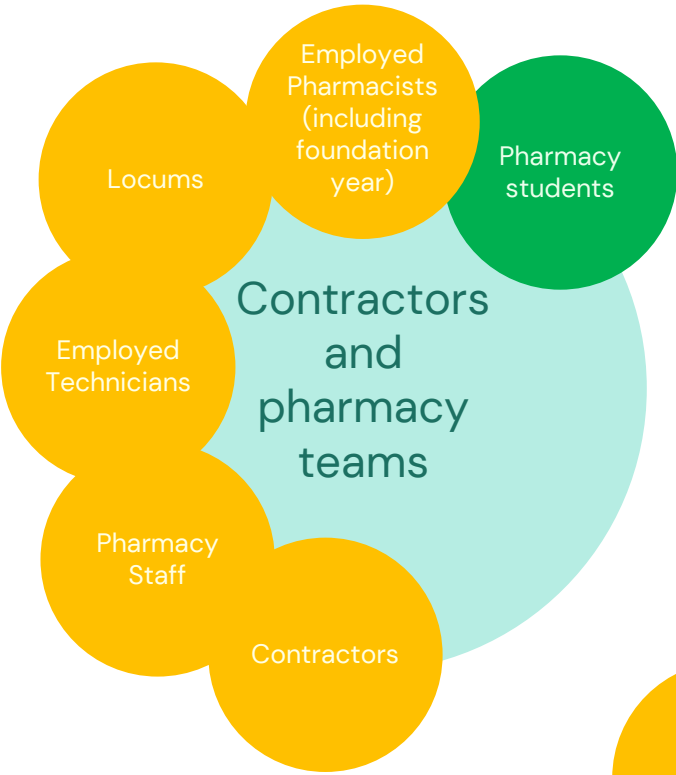 Employed
Pharmacists
(including
foundation
year)
Pharmacy
students
Locums
Contractors
and
pharmacy
teams
Employed
Technicians
Pharmacy
Staff
Contractors